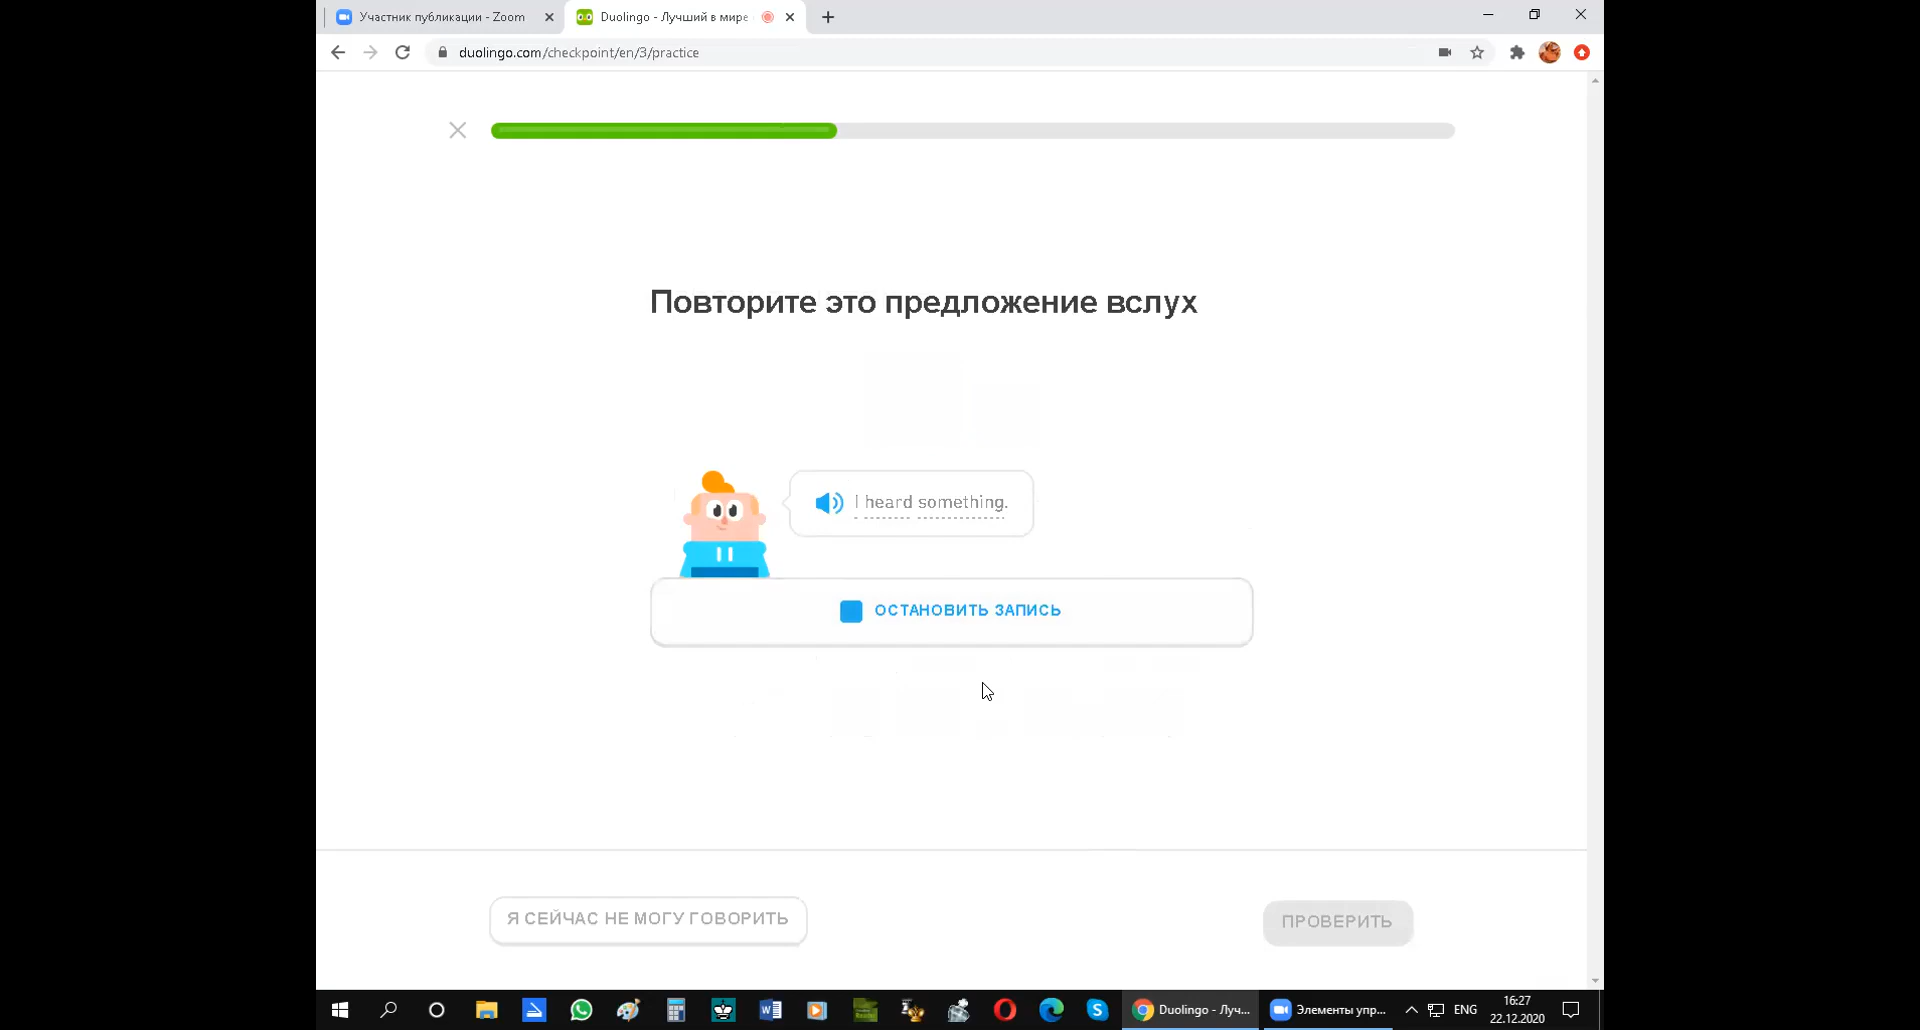 Участник публикации - Zoom
Duolingo - Лучший в мире
duolingo.com/checkpoint/en/3/practice
Повторите это предложение вслух
I heard something.
ОСТАНОВИТЬ ЗАПИСЬ
Я СЕЙЧАС НЕ МОГУ ГОВОРИТЬ
ПРОВЕРИТЬ
Duolingo - Луч...
Элементы упр...
ENG
16:27
22.12.2020